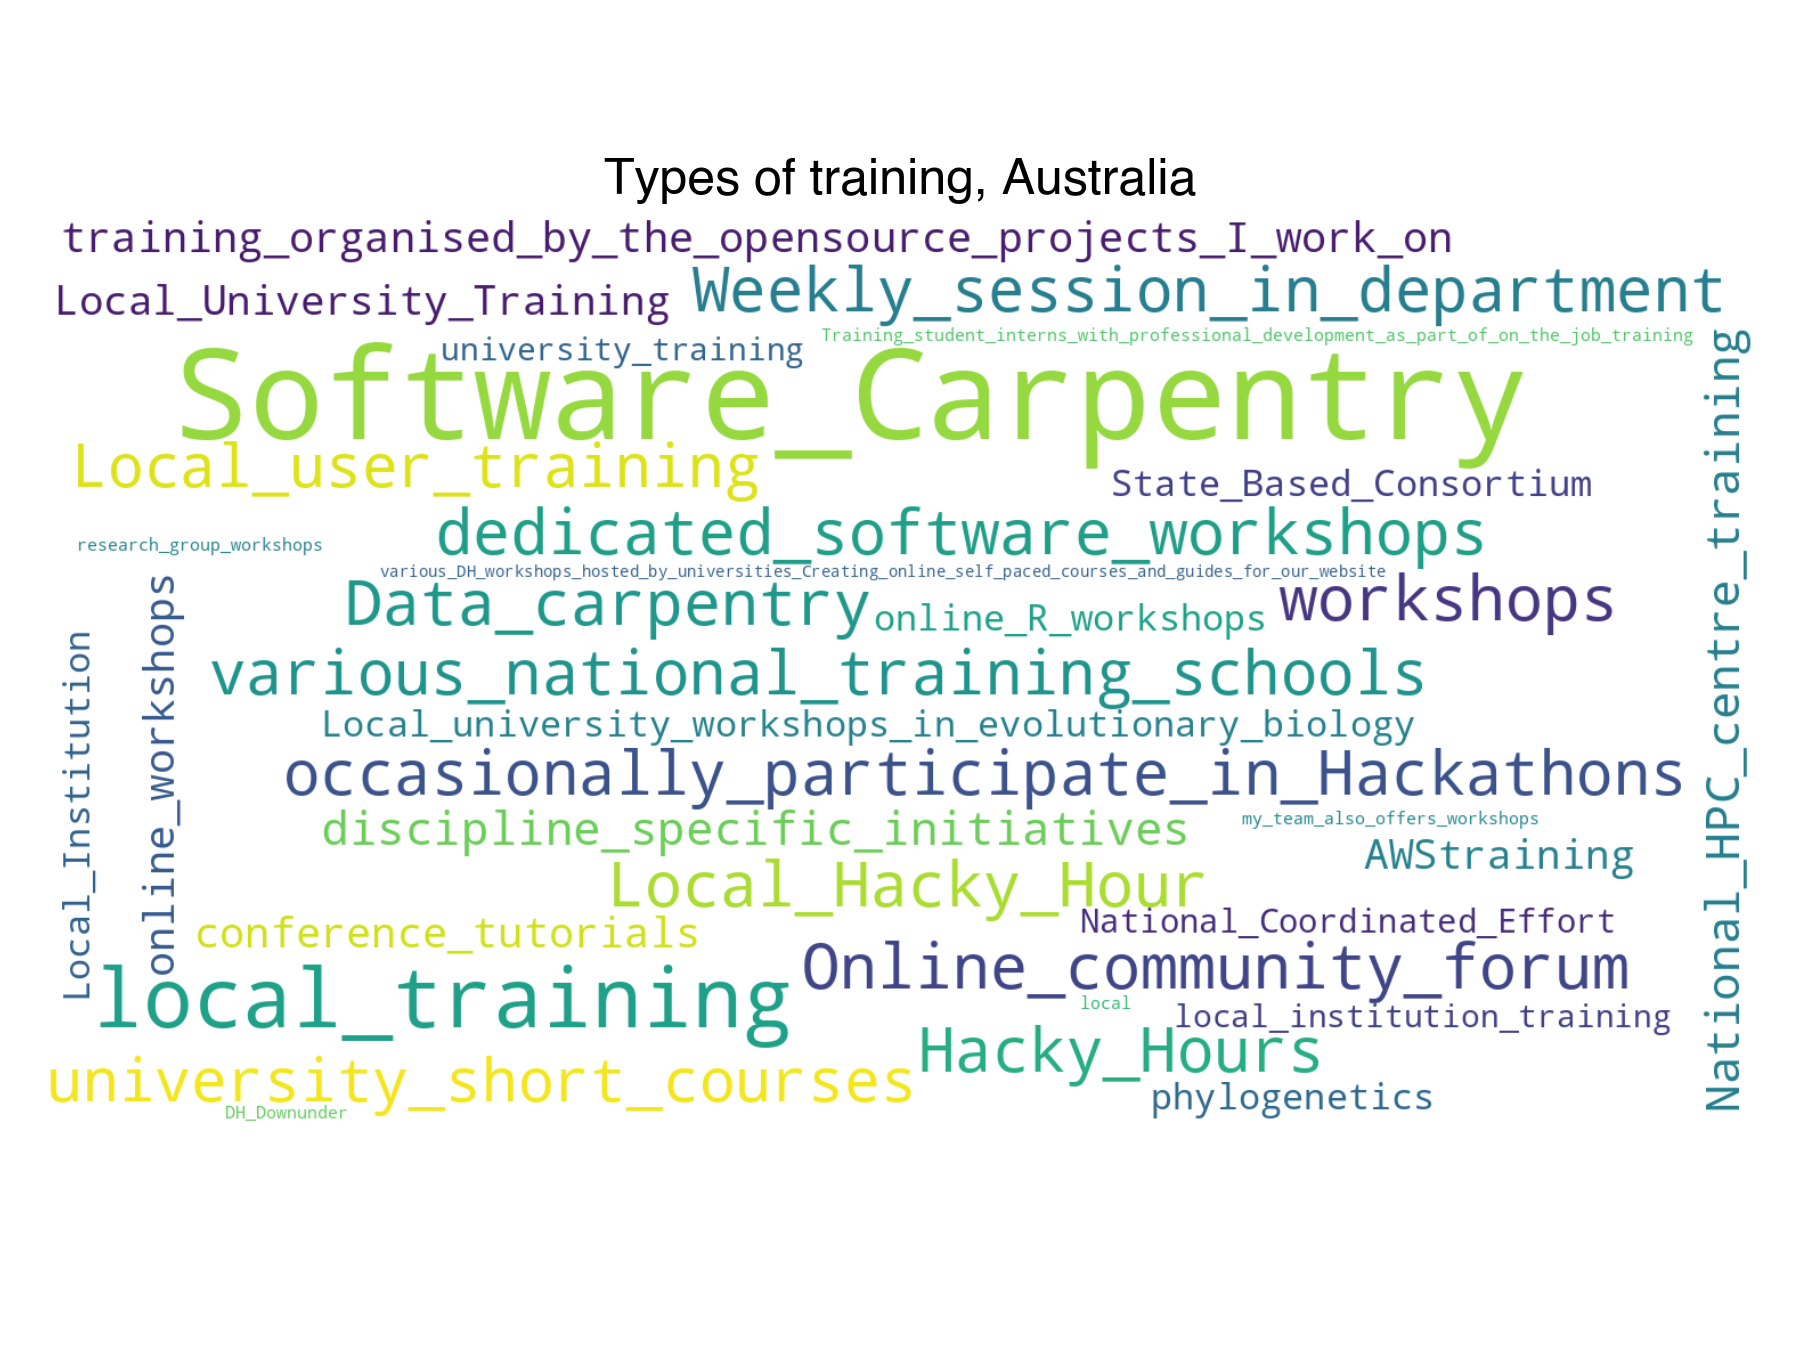 Types of training, Australia
training_organised_by_the_opensource_projects_I_work_on
Local_University_Training
Weekly_session_in_department
university_training
Training_student_interns_with_professional_development_as_part_of_on_the_job_training
Software_Carpentry
Local_user_training
State_Based_Consortium
dedicated_software_workshops
research_group_workshops
various_DH_workshops_hosted_by_universities_Creating_online_self_paced_courses_and_guides_for_our_website
Data_carpentry
online_R_workshops
workshops
various_national_training_schools
Local_university_workshops_in_evolutionary_biology
occasionally_participate_in_Hackathons
discipline_specific_initiatives
my_team_also_offers_workshops
AWStraining
Local_Hacky_Hour
conference_tutorials
National_Coordinated_Effort
Online_community_forum
local_training
local
local_institution_training
Hacky_Hours
university_short_courses
phylogenetics
DH_Downunder
Local_Institution
online_workshops
National_HPC_centre_training